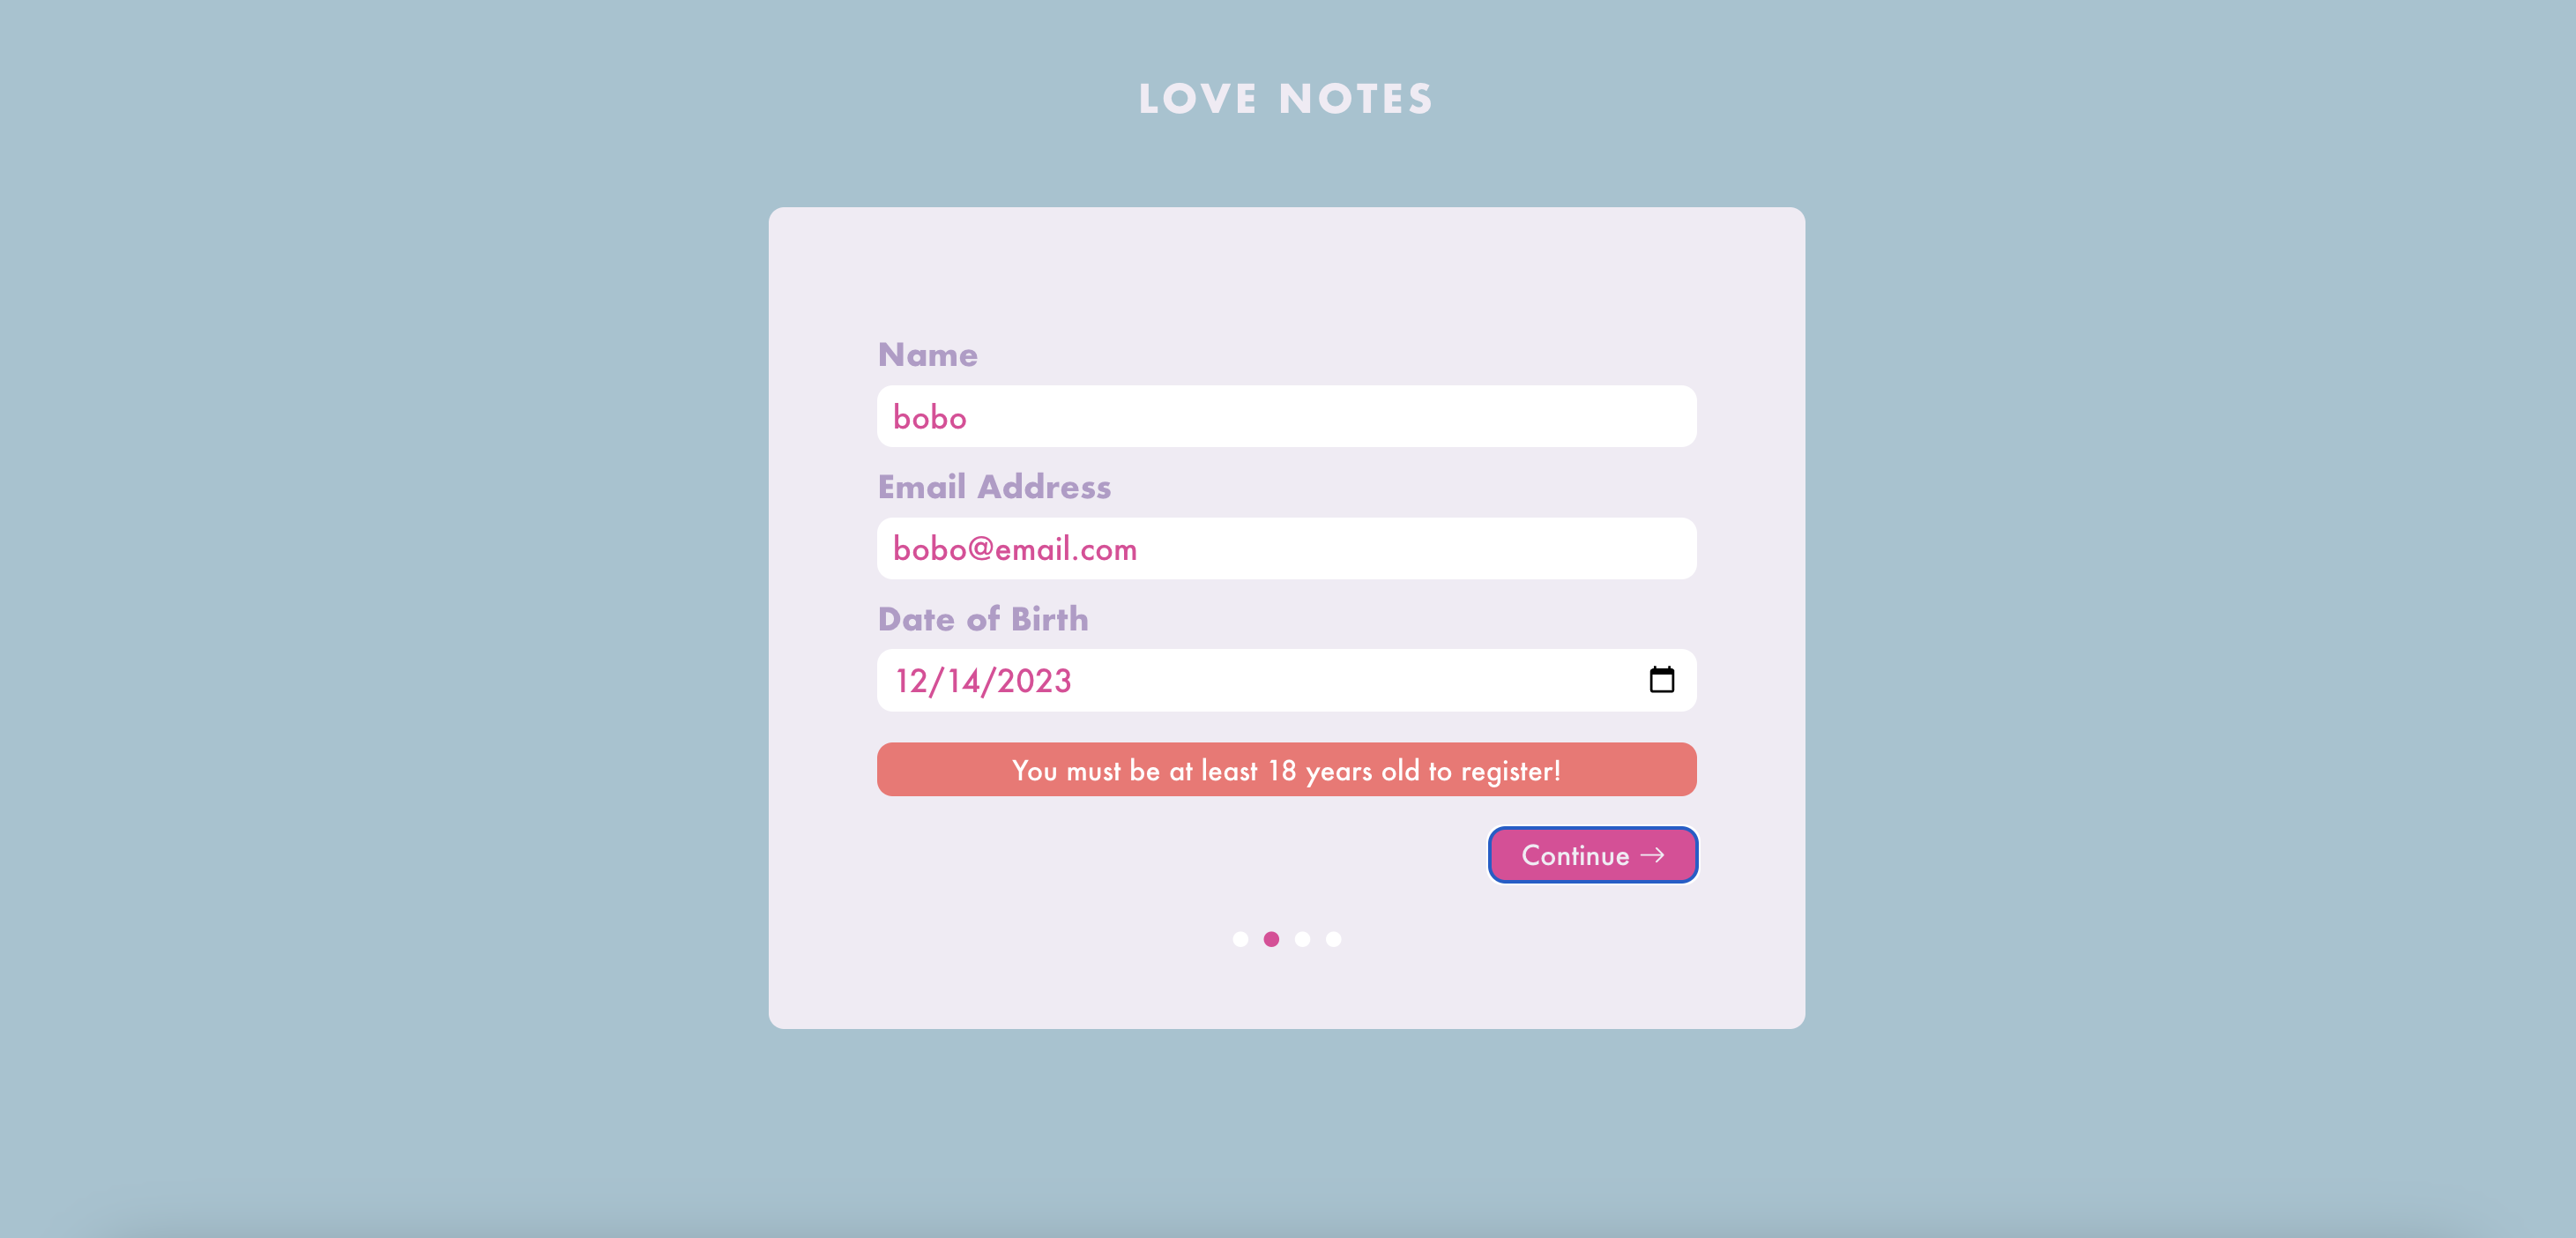 LOVE NOTES
Name
bobo
Email Address
bobo@email.com
Date of Birth
12/14/2023
You must be at least 18 years old to register!
Continue →